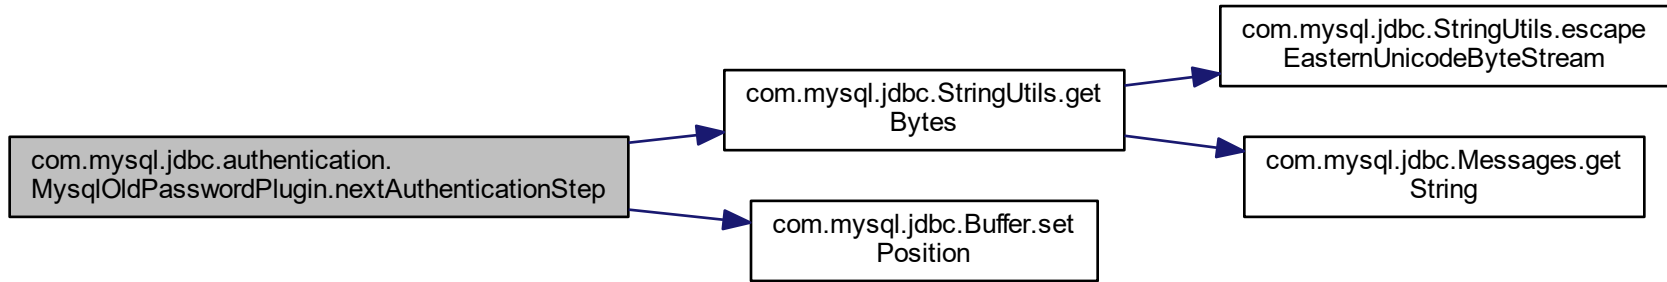 com.mysql.jdbc.authentication.
MysqlOldPasswordPlugin.nextAuthenticationStep
com.mysql.jdbc.StringUtils.get
Bytes
com.mysql.jdbc.StringUtils.escape
EasternUnicodeByteStream
com.mysql.jdbc.Messages.get
String
com.mysql.jdbc.Buffer.set
Position